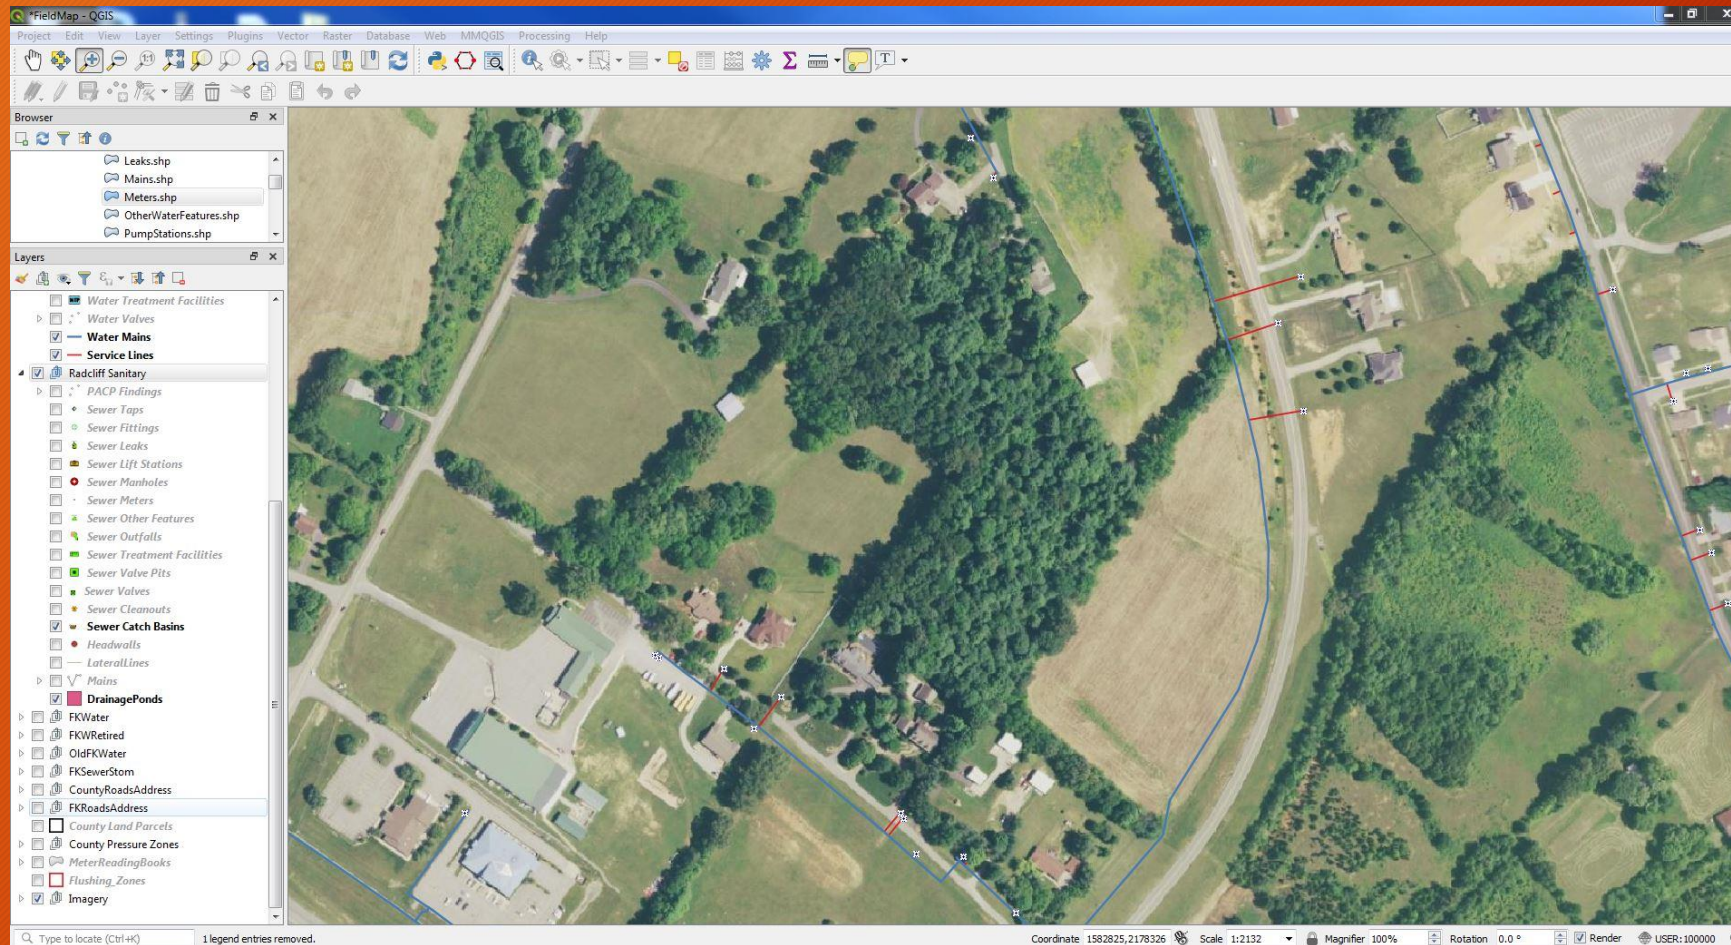 *FieldMap - QGIS
Project Edit View Layer Settings Plugins Vector Raster Database Web MMQGIS Processing Help
Browser
Leaks.shp
Mains.shp
Meters.shp
OtherWaterFeatures.shp
PumpStations.shp
Layers
Water Treatment Facilities
Water Valves
Water Mains
Service Lines
Radcliff Sanitary
PACP Findings
Sewer Taps
Sewer Fittings
Sewer Leaks
Sewer Lift Stations
Sewer Manholes
Sewer Meters
Sewer Other Features
Sewer Outfalls
Sewer Treatment Facilities
Sewer Valve Pits
Sewer Valves
Sewer Cleanouts
Sewer Catch Basins
Headwalls
LateralLines
Mains
DrainagePonds
FKWater
FKWRetired
OldFKWater
FKSewerStom
CountyRoadsAddress
FKRoadsAddress
County Land Parcels
County Pressure Zones
MeterReadingBooks
Flushing_Zones
Imagery
Type to locate (Ctrl+K) 1 legend entries removed. Coordinate 1582825,2178326 Scale 1:2132 Magnifier 100% Rotation 0.0 ° Render USER:100000